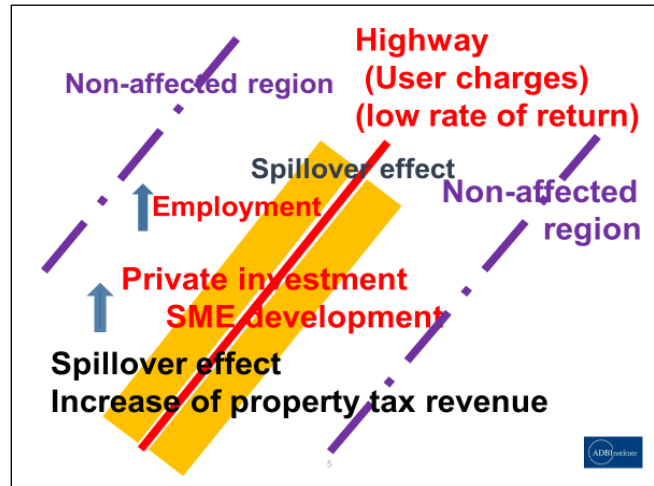 Highway
(User charges)
(low rate of return)
Non-affected region
Spillover effect
Non-affected
region
Employment
Private investment
SME development
Spillover effect
Increase of property tax revenue
ADBInstitute
5